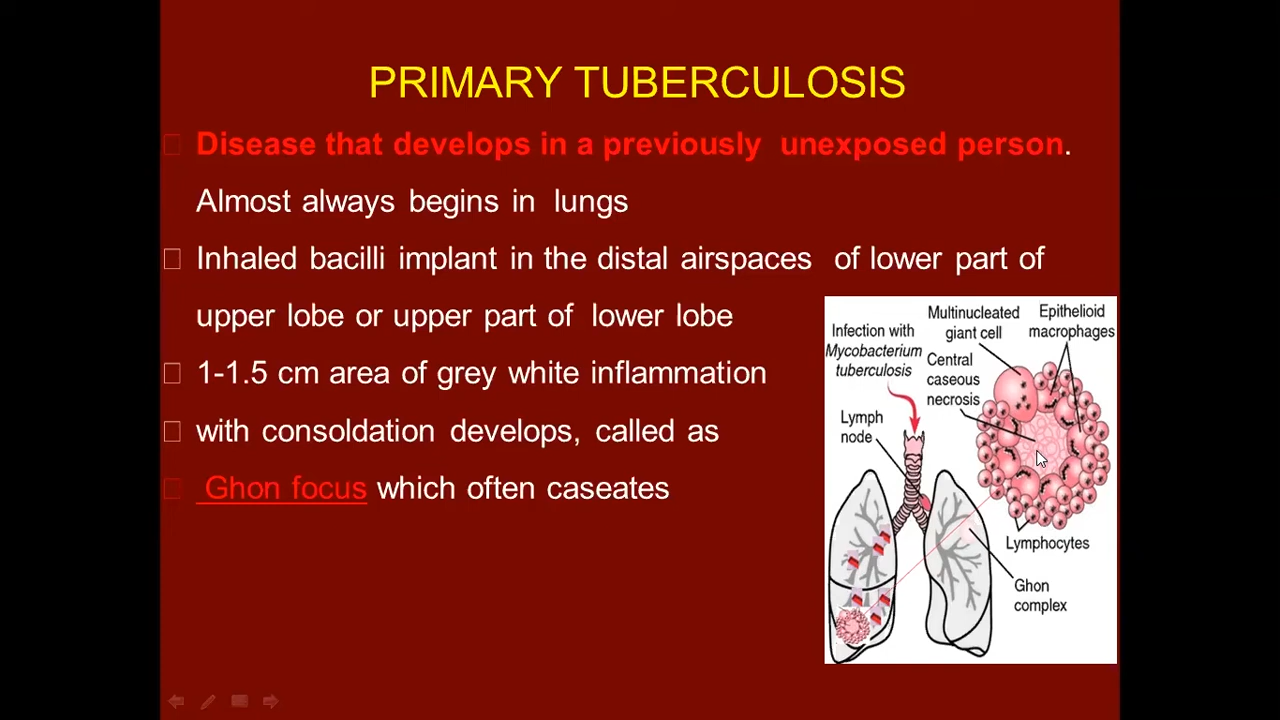 PRIMARY TUBERCULOSIS
Disease that develops in a previously unexposed person.
Almost always begins in lungs
Inhaled bacilli implant in the distal airspaces of lower part of
upper lobe or upper part of lower lobe
1-1.5 cm area of grey white inflammation
with consoldation develops, called as
Ghon focus which often caseates
Infection with
Mycobacterium
tuberculosis
Multinucleated
giant cell
Epithelioid
macrophages
Central
caseous
necrosis
Lymph
node
Lymphocytes
Ghon
complex